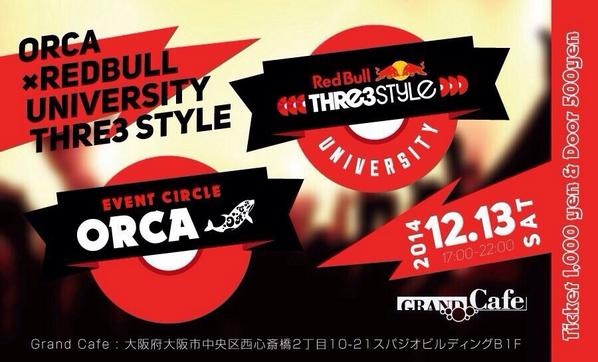 ORCA
×REDBULL
UNIVERSITY
THRE3 STYLE
Red Bull
THRE3STYLE
UNIVERSITY
EVENT CIRCLE
ORCA
2014
12.13 SAT
17:00-22:00
GRAND Cafe
Ticket 1.000 yen & Door 500yen
Grand Cafe : 大阪府大阪市中央区西心斎橋2丁目10-21スパジオビルディングB1F